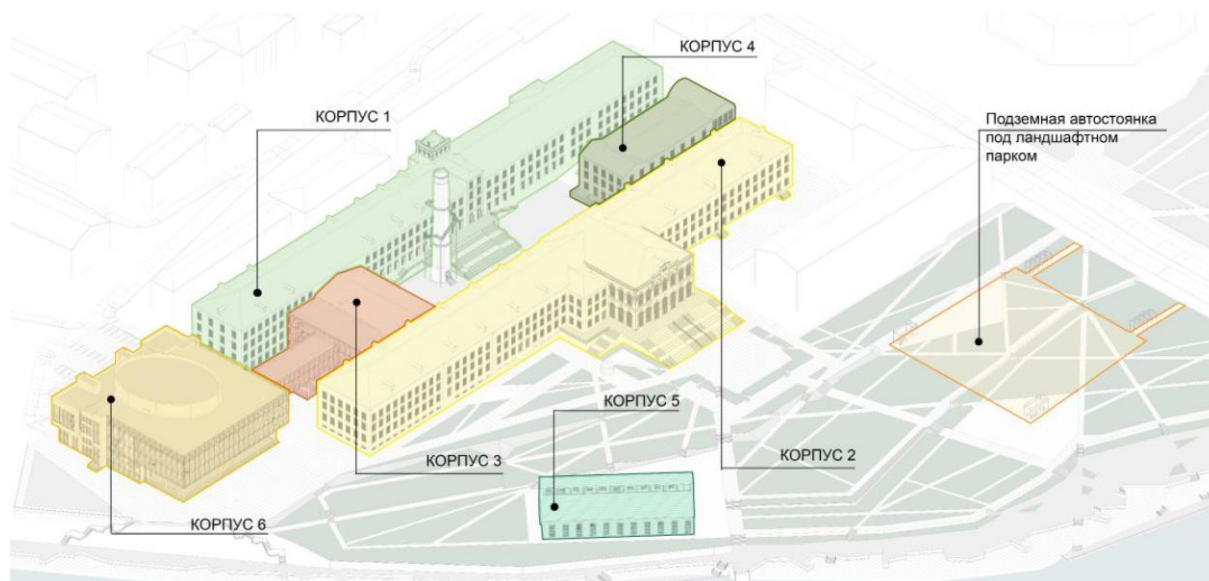 КОРПУС 4
КОРПУС 1
Подземная автостоянка
под ландшафтном
парком
КОРПУС 5
КОРПУС 3
КОРПУС 2
КОРПУС 6